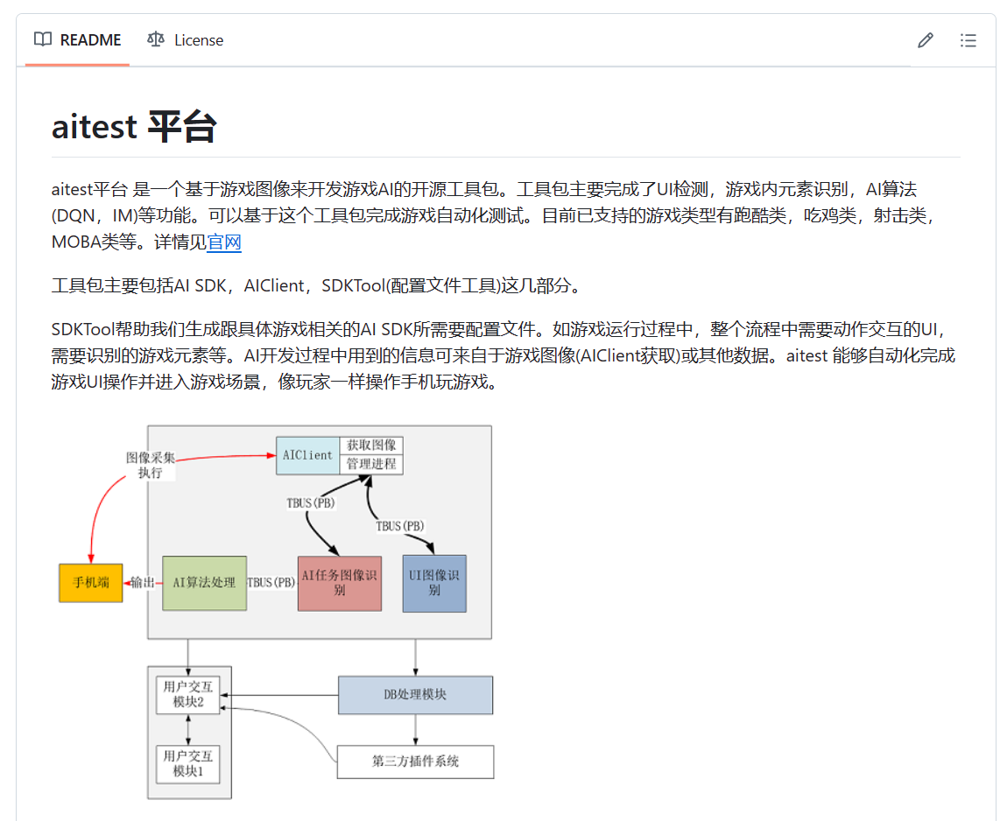 README
License
aitest 平台
aitest平台 是一个基于游戏图像来开发游戏AI的开源工具包。工具包主要完成了UI检测，游戏内元素识别，AI算法
(DQN，IM)等功能。可以基于这个工具包完成游戏自动化测试。目前已支持的游戏类型有跑酷类，吃鸡类，射击类，
MOBA类等。详情见官网
工具包主要包括AI SDK，AIClient，SDKTool(配置文件工具)这几部分。
SDKTool帮助我们生成跟具体游戏相关的AI SDK所需要配置文件。如游戏运行过程中，整个流程中需要动作交互的UI，
需要识别的游戏元素等。AI开发过程中用到的信息可来自于游戏图像(AIClient获取)或其他数据。aitest 能够自动化完成
游戏UI操作并进入游戏场景，像玩家一样操作手机玩游戏。
图像采集
执行
AIClient
获取图像
管理进程
TBUS(PB)
TBUS(PB)
手机端
输出
AI算法处理
TBUS(PB)
AI任务图像识
别
UI图像识
别
用户交互
模块2
DB处理模块
用户交互
模块1
第三方插件系统